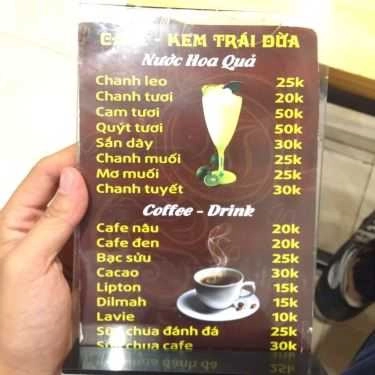 - KEM TRÁI DỪA
Nước Hoa Quả
Chanh leo 25k
Chanh tươi 20k
Cam tươi 50k
Quýt tươi 50k
Sắn dây 30k
Chanh muối 25k
Mơ muối 25k
Chanh tuyết 30k
Coffee - Drink
Cafe nâu 20k
Cafe đen 20k
Bạc sửu 25k
Cacao 30k
Lipton 15k
Dilmah 15k
Lavie 10k
Sữa chua đánh đá 25k
Sữa chua cafe 30k